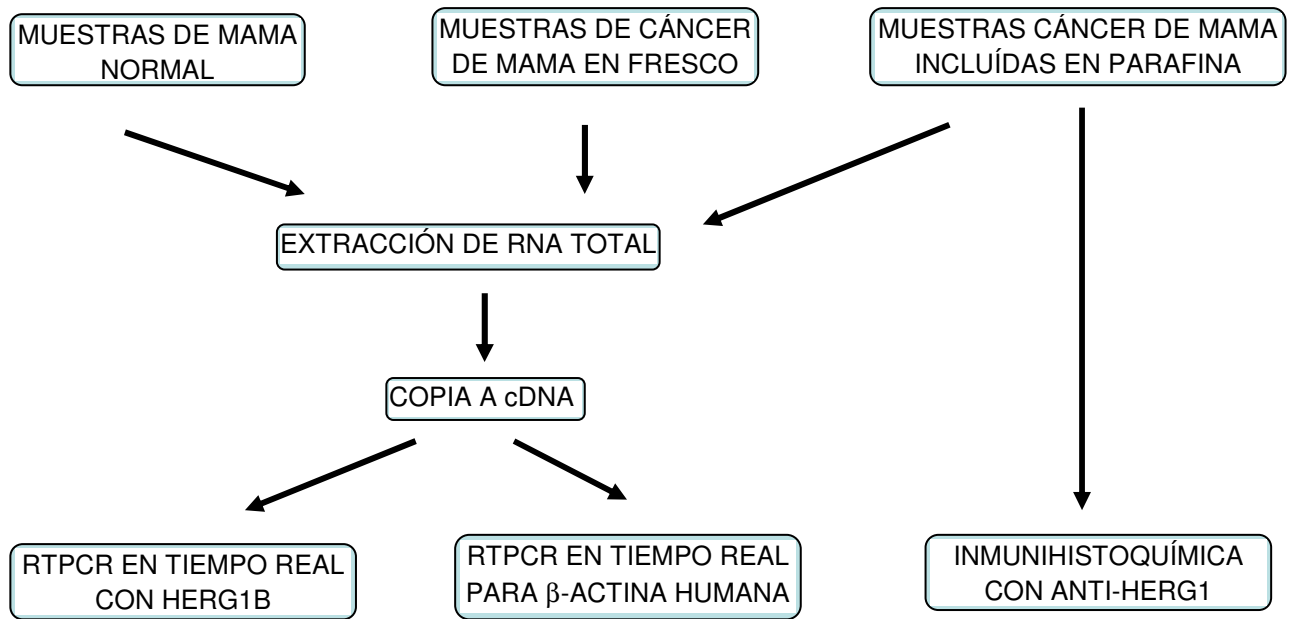 MUESTRAS DE MAMA
NORMAL
MUESTRAS DE CÁNCER
DE MAMA EN FRESCO
MUESTRAS CÁNCER DE MAMA
INCLUÍDAS EN PARAFINA
EXTRACCIÓN DE RNA TOTAL
COPIA A cDNA
RTPCR EN TIEMPO REAL
CON HERG1B
RTPCR EN TIEMPO REAL
PARA β-ACTINA HUMANA
INMUNIHISTOQUÍMICA
CON ANTI-HERG1